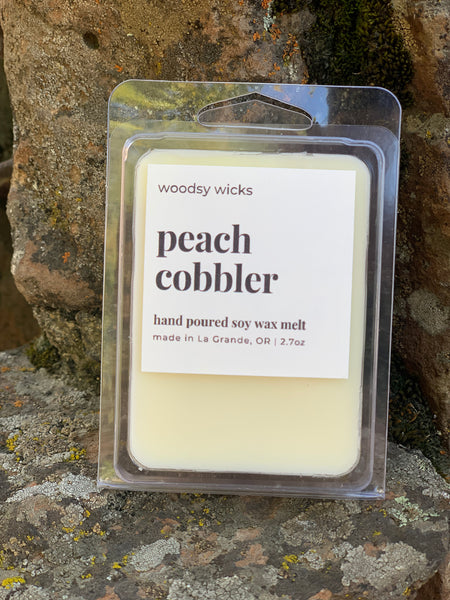 woodsy wicks
peach
cobbler
hand poured soy wax melt
made in La Grande, OR | 2.7oz